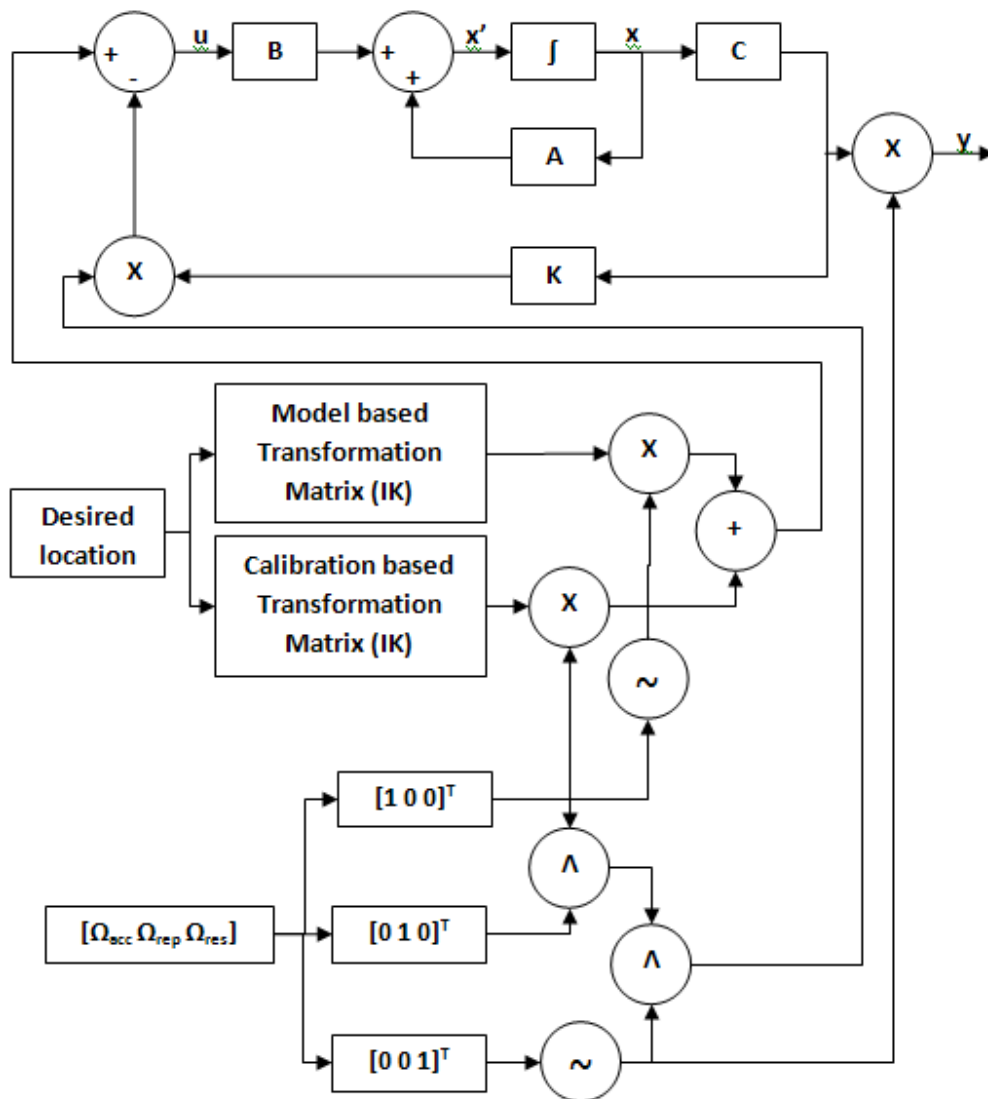 +
-
u
B
+
+
x'
∫
x
C
A
X
y
X
K
Model based
Transformation
Matrix (IK)
X
Desired
location
+
Calibration based
Transformation
Matrix (IK)
X
~
[1 0 0]ᵀ
Λ
[Ωacc Ωrep Ωres]
[0 1 0]ᵀ
Λ
[0 0 1]ᵀ
~